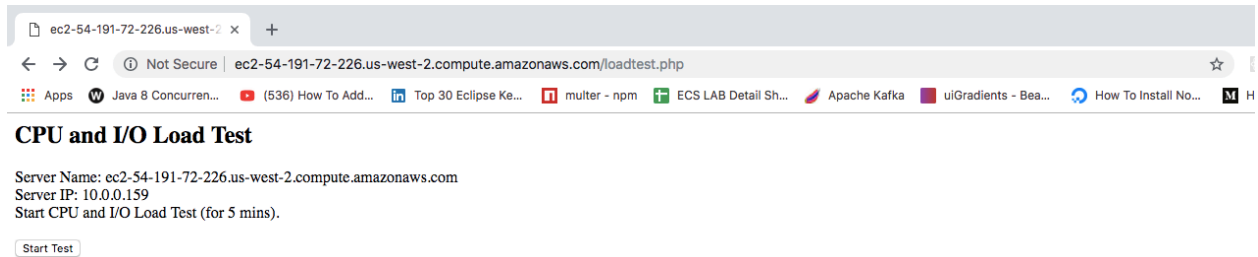 ec2-54-191-72-226.us-west-2
Not Secure | ec2-54-191-72-226.us-west-2.compute.amazonaws.com/loadtest.php
Apps W Java 8 Concurren... (536) How To Add... in Top 30 Eclipse Ke... n multer - npm ECS LAB Detail Sh... Apache Kafka uiGradients - Bea... How To Install No... M H
CPU and I/O Load Test
Server Name: ec2-54-191-72-226.us-west-2.compute.amazonaws.com
Server IP: 10.0.0.159
Start CPU and I/O Load Test (for 5 mins).
Start Test